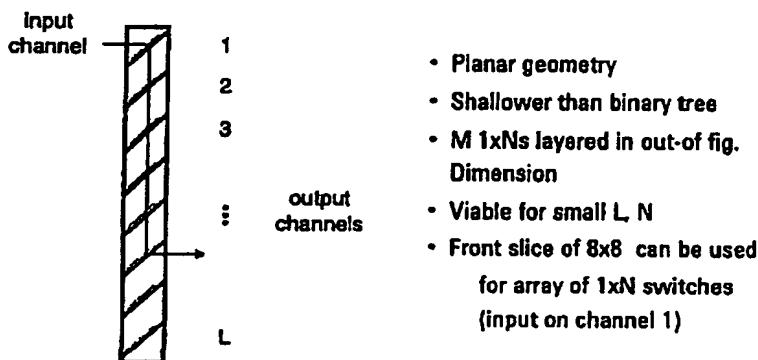 input
channel
1
2
3
⋮
output
channels
L
• Planar geometry
• Shallower than binary tree
• M 1xNs layered in out-of fig.
Dimension
• Viable for small L, N
• Front slice of 8x8 can be used
for array of 1xN switches
(input on channel 1)